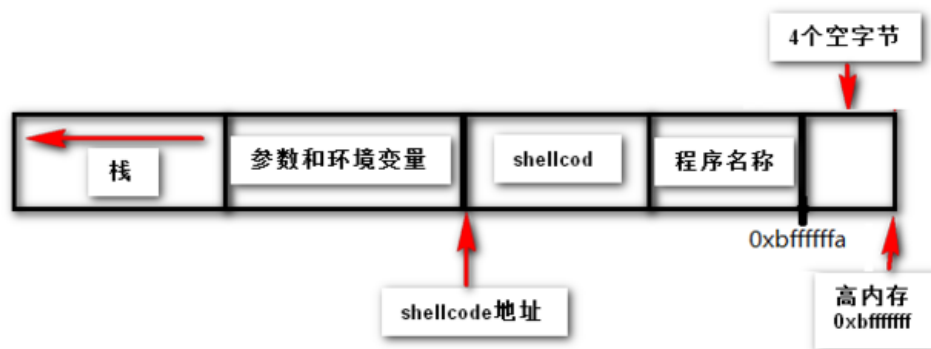 4个空字节
栈
参数和环境变量
shellcod
程序名称
0xbffffffa
shellcode地址
高内存
0xbfffffff